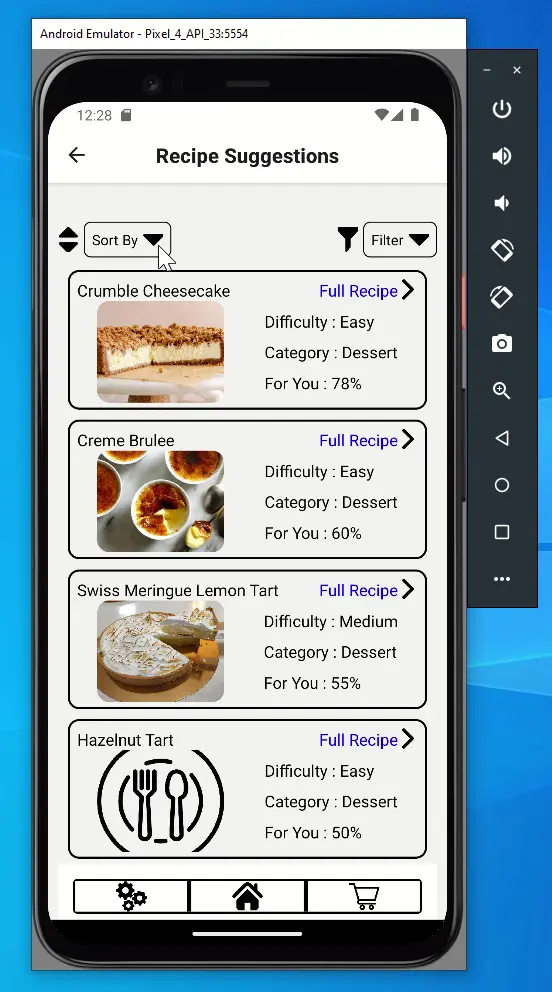 Android Emulator - Pixel_4_API_33:5554
12:28
Recipe Suggestions
Sort By
Filter
Crumble Cheesecake
Full Recipe
Difficulty : Easy
Category : Dessert
For You : 78%
Creme Brulee
Full Recipe
Difficulty : Easy
Category : Dessert
For You : 60%
Swiss Meringue Lemon Tart
Full Recipe
Difficulty : Medium
Category : Dessert
For You : 55%
Hazelnut Tart
Full Recipe
Difficulty : Easy
Category : Dessert
For You : 50%